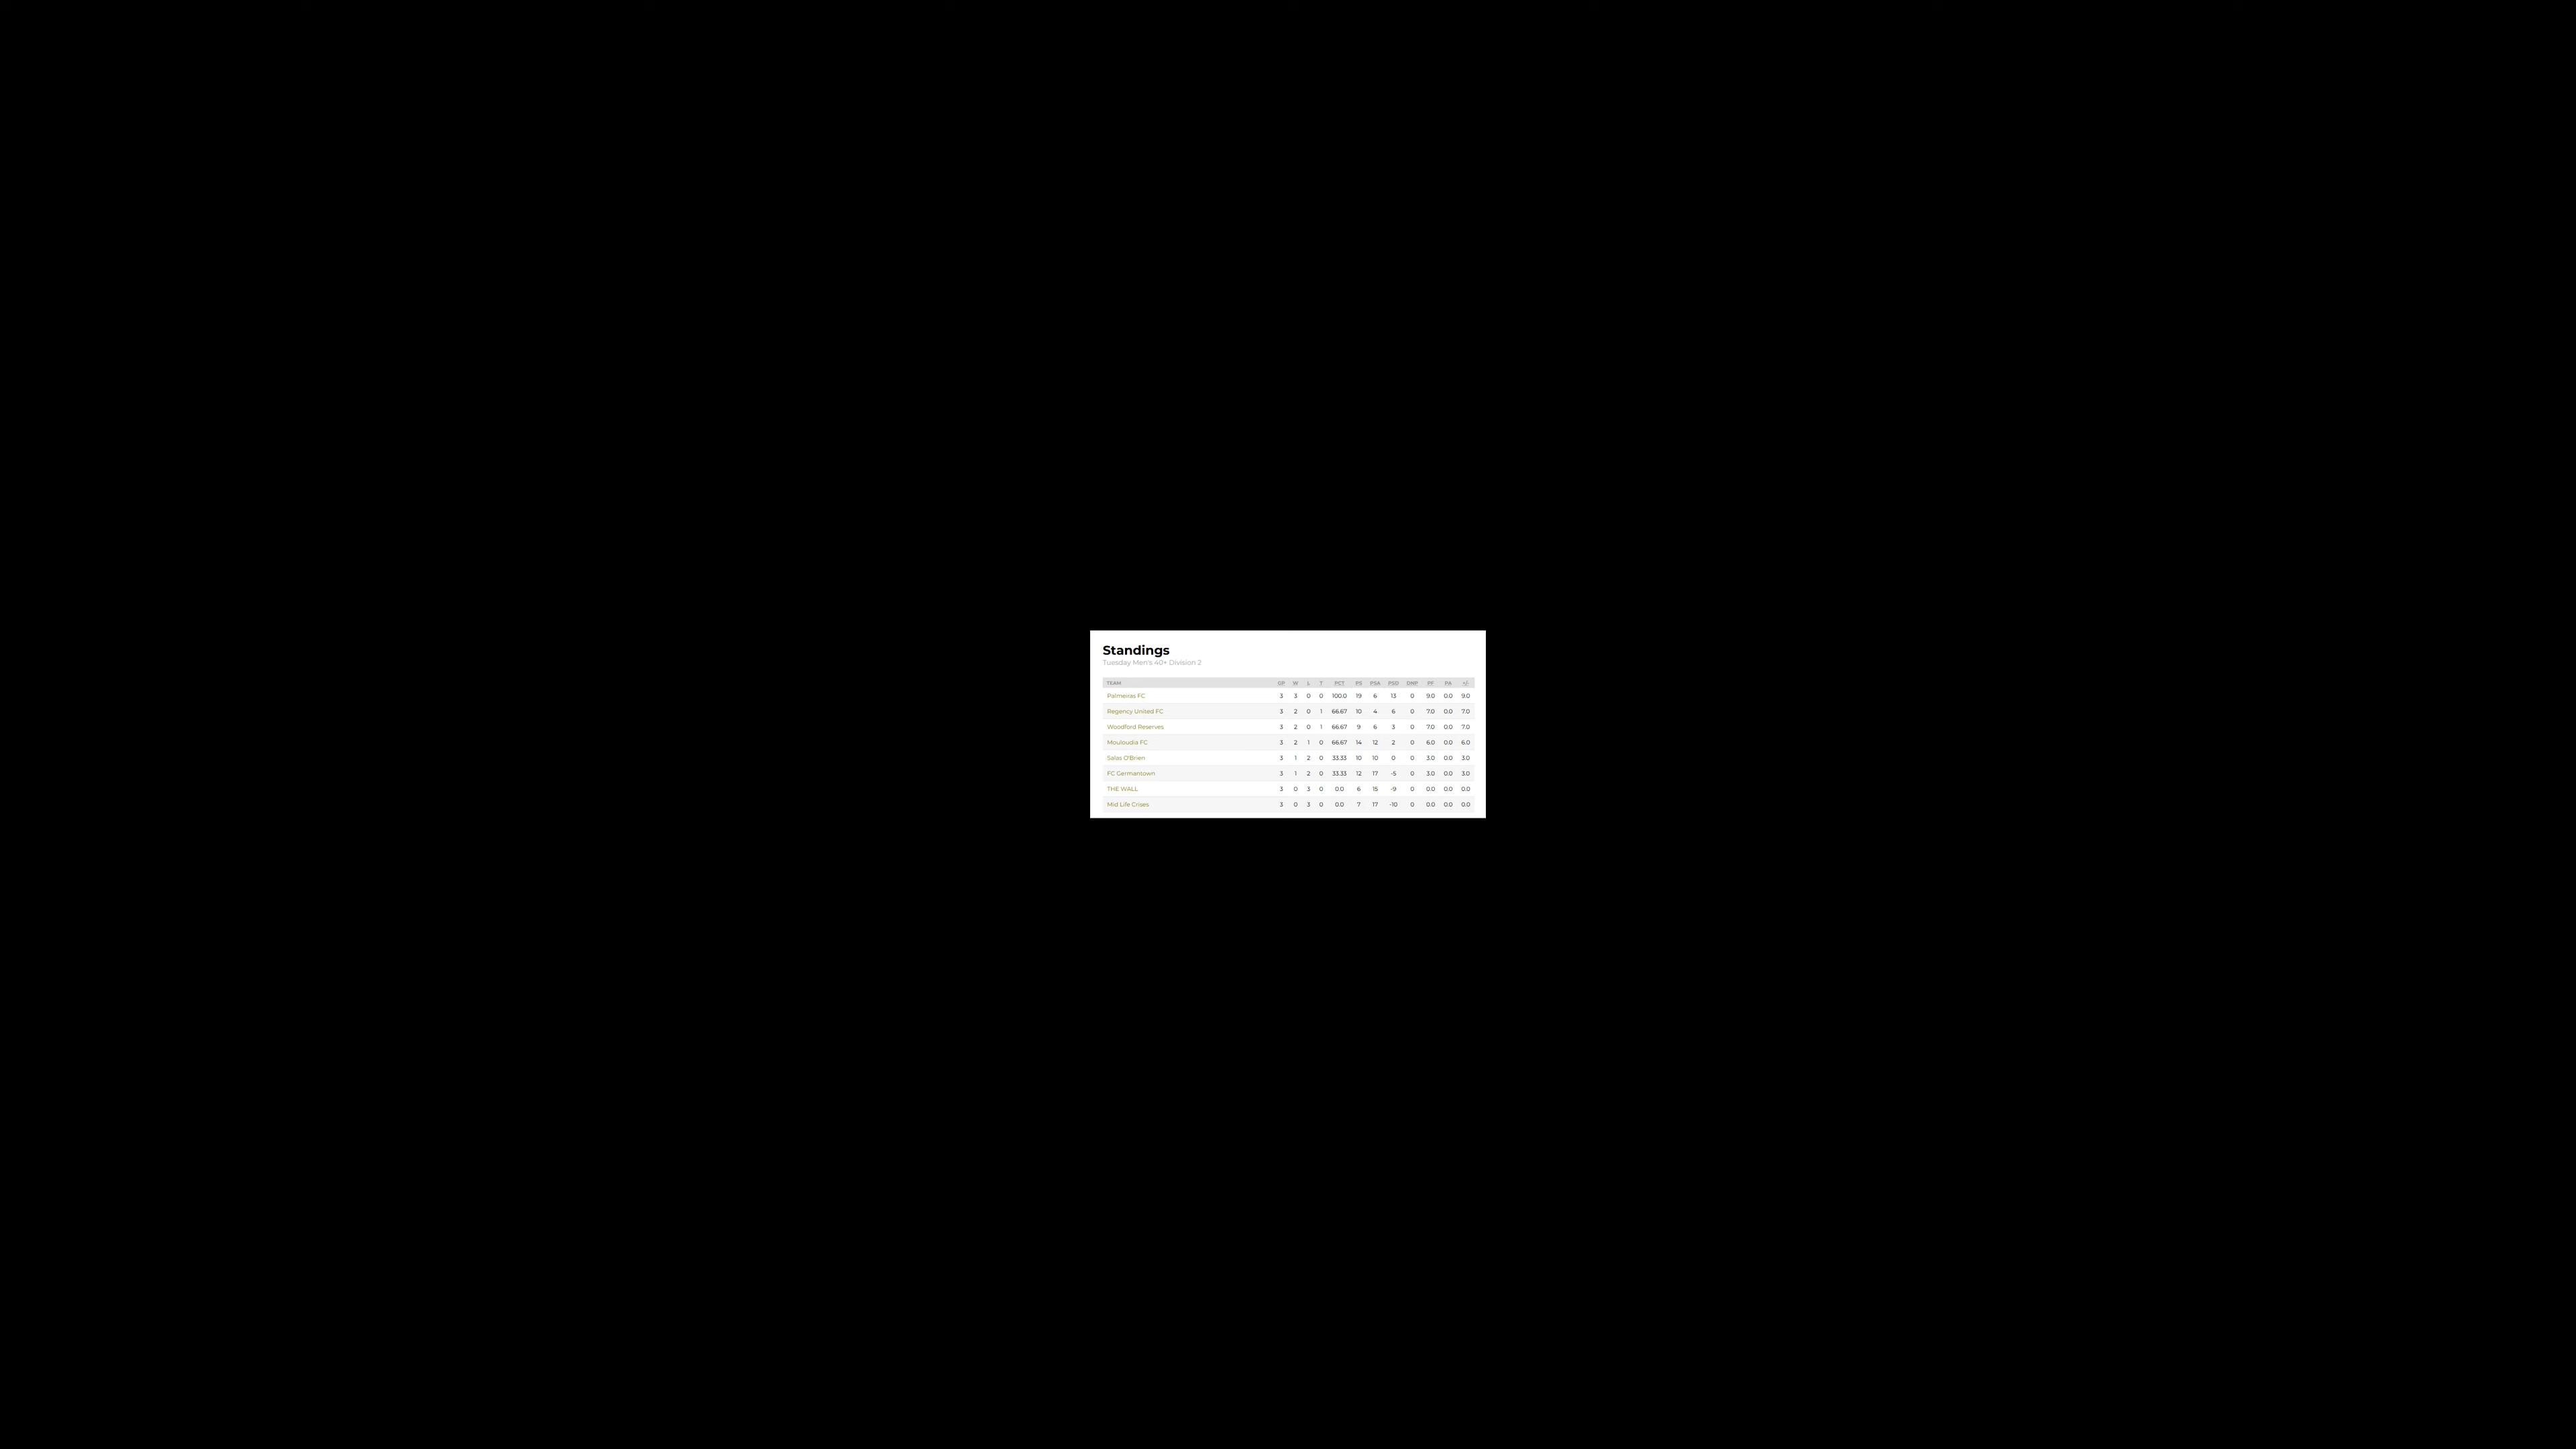 Standings
Tuesday Men's 40+ Division 2
TEAM GP W L T PCT PS PSA PSD DNP PF PA +/-
Palmeiras FC 3 3 0 0 100.0 19 6 13 0 9.0 0.0 9.0
Regency United FC 3 2 0 1 66.67 10 4 6 0 7.0 0.0 7.0
Woodford Reserves 3 2 0 1 66.67 9 6 3 0 7.0 0.0 7.0
Mouloudia FC 3 2 1 0 66.67 14 12 2 0 6.0 0.0 6.0
Salas O'Brien 3 1 2 0 33.33 10 10 0 0 3.0 0.0 3.0
FC Germantown 3 1 2 0 33.33 12 17 -5 0 3.0 0.0 3.0
THE WALL 3 0 3 0 0.0 6 15 -9 0 0.0 0.0 0.0
Mid Life Crises 3 0 3 0 0.0 7 17 -10 0 0.0 0.0 0.0